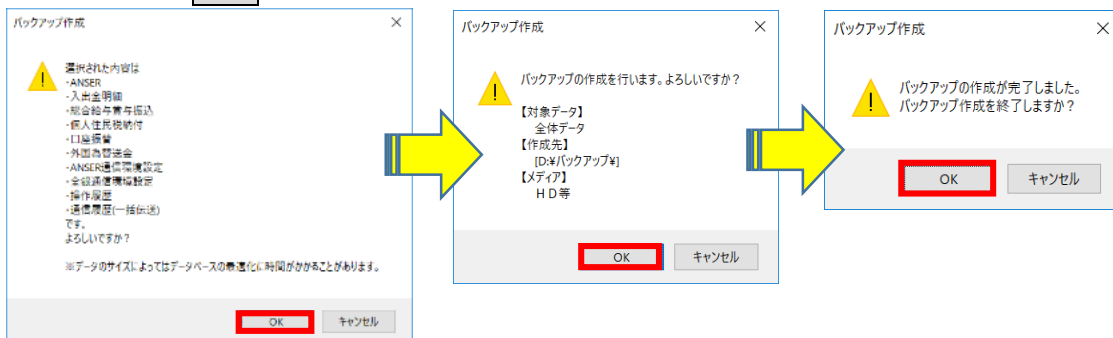 バックアップ作成
選択された内容は
-ANSER
-入出金明細
-総合給与賞与振込
-個人住民税納付
-口座振替
-外国為替送金
-ANSER通信環境設定
-全銀通信環境設定
-操作履歴
-通信履歴(一括伝送)
です。
よろしいですか？
※データのサイズによってはデータベースの最適化に時間がかかることがあります。
OK
キャンセル
バックアップ作成
バックアップの作成を行います。よろしいですか？
【対象データ】
全体データ
【作成先】
[D:¥バックアップ¥]
【メディア】
ＨＤ等
OK
キャンセル
バックアップ作成
バックアップの作成が完了しました。
バックアップ作成を終了しますか？
OK
キャンセル